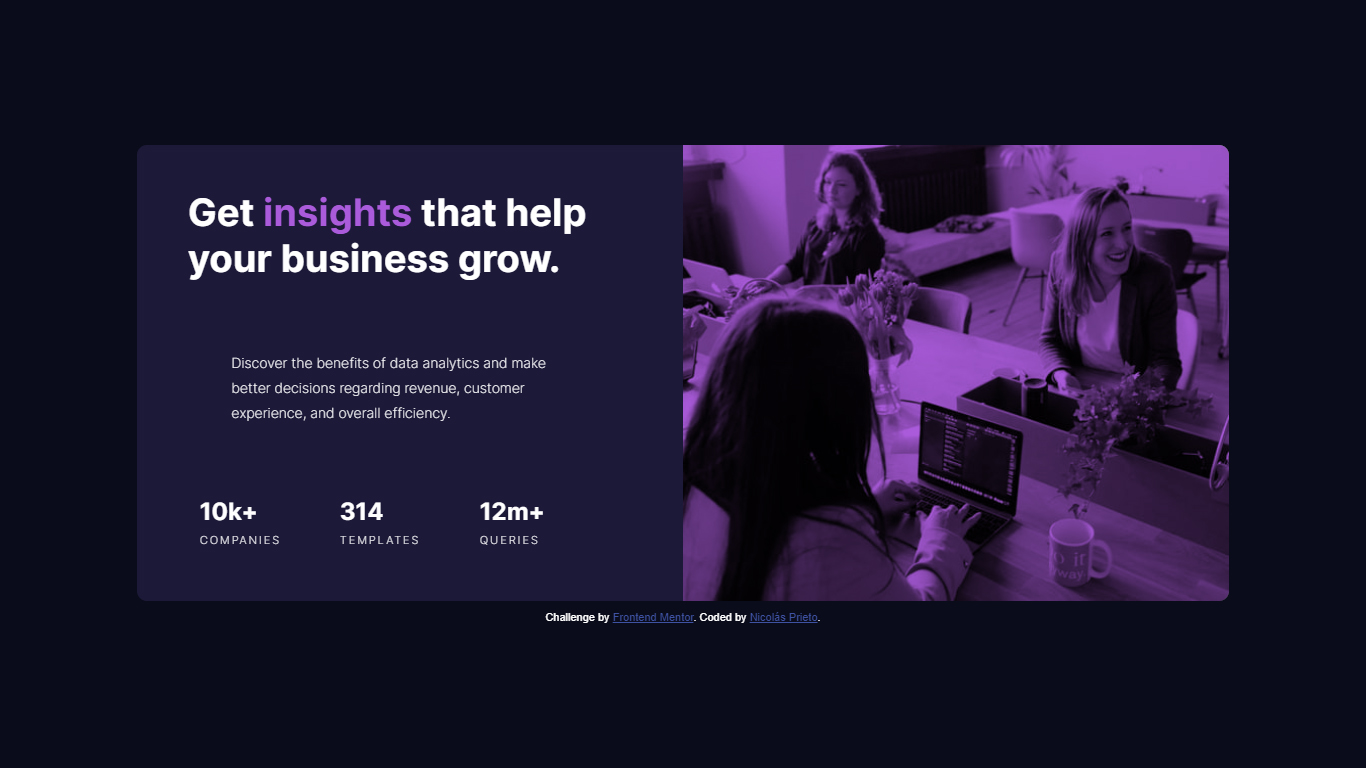 Get insights that help
your business grow.
Discover the benefits of data analytics and make
better decisions regarding revenue, customer
experience, and overall efficiency.
10k+ 314 12m+
COMPANIES TEMPLATES QUERIES
Challenge by Frontend Mentor. Coded by Nicolás Prieto.